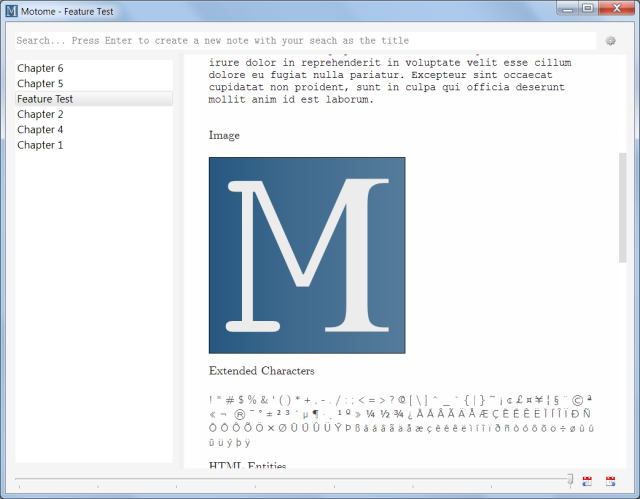 Motome - Feature Test
Search... Press Enter to create a new note with your seach as the title
Chapter 6
Chapter 5
Feature Test
Chapter 2
Chapter 4
Chapter 1
irure dolor in reprehenderit in voluptate velit esse cillum
dolore eu fugiat nulla pariatur. Excepteur sint occaecat
cupidatat non proident, sunt in culpa qui officia deserunt
mollit anim id est laborum.
Image
M
Extended Characters
! " # $ % & ' ( ) * + , - . / : ; < = > ? @ [ \ ] ^ _ ` { | } ~ ¡ ¢ £ ¤ ¥ ¦ § ¨ © ª
« ¬ ® ¯ ° ± ² ³ ´ µ ¶ · ¸ ¹ º » ¼ ½ ¾ ¿ À Á Â Ã Ä Å Æ Ç È É Ê Ë Ì Í Î Ï Ð Ñ
Ò Ó Ô Õ Ö × Ø Ù Ú Û Ü Ý Þ ß à á â ã ä å æ ç è é ê ë ì í î ï ð ñ ò ó ô õ ö ÷ ø ù ú
û ü ý þ ÿ
HTML Entities